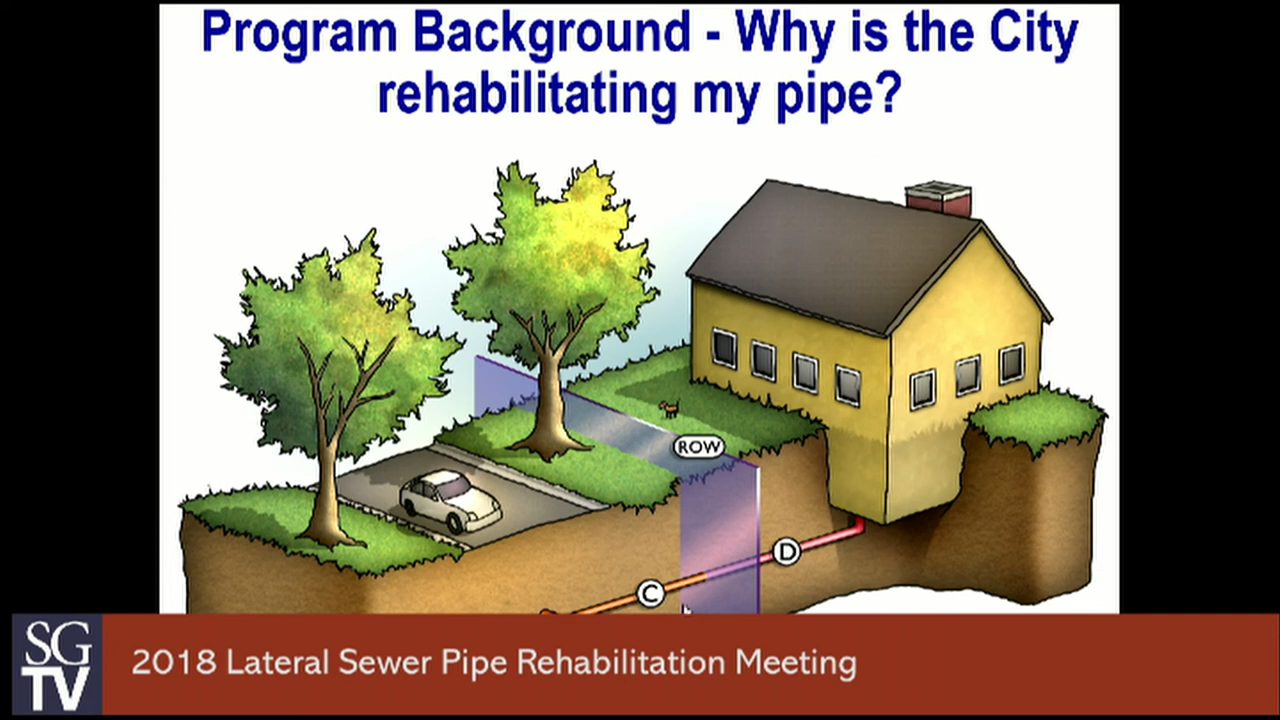 Program Background - Why is the City
rehabilitating my pipe?
ROW
D
C
SG
TV
2018 Lateral Sewer Pipe Rehabilitation Meeting